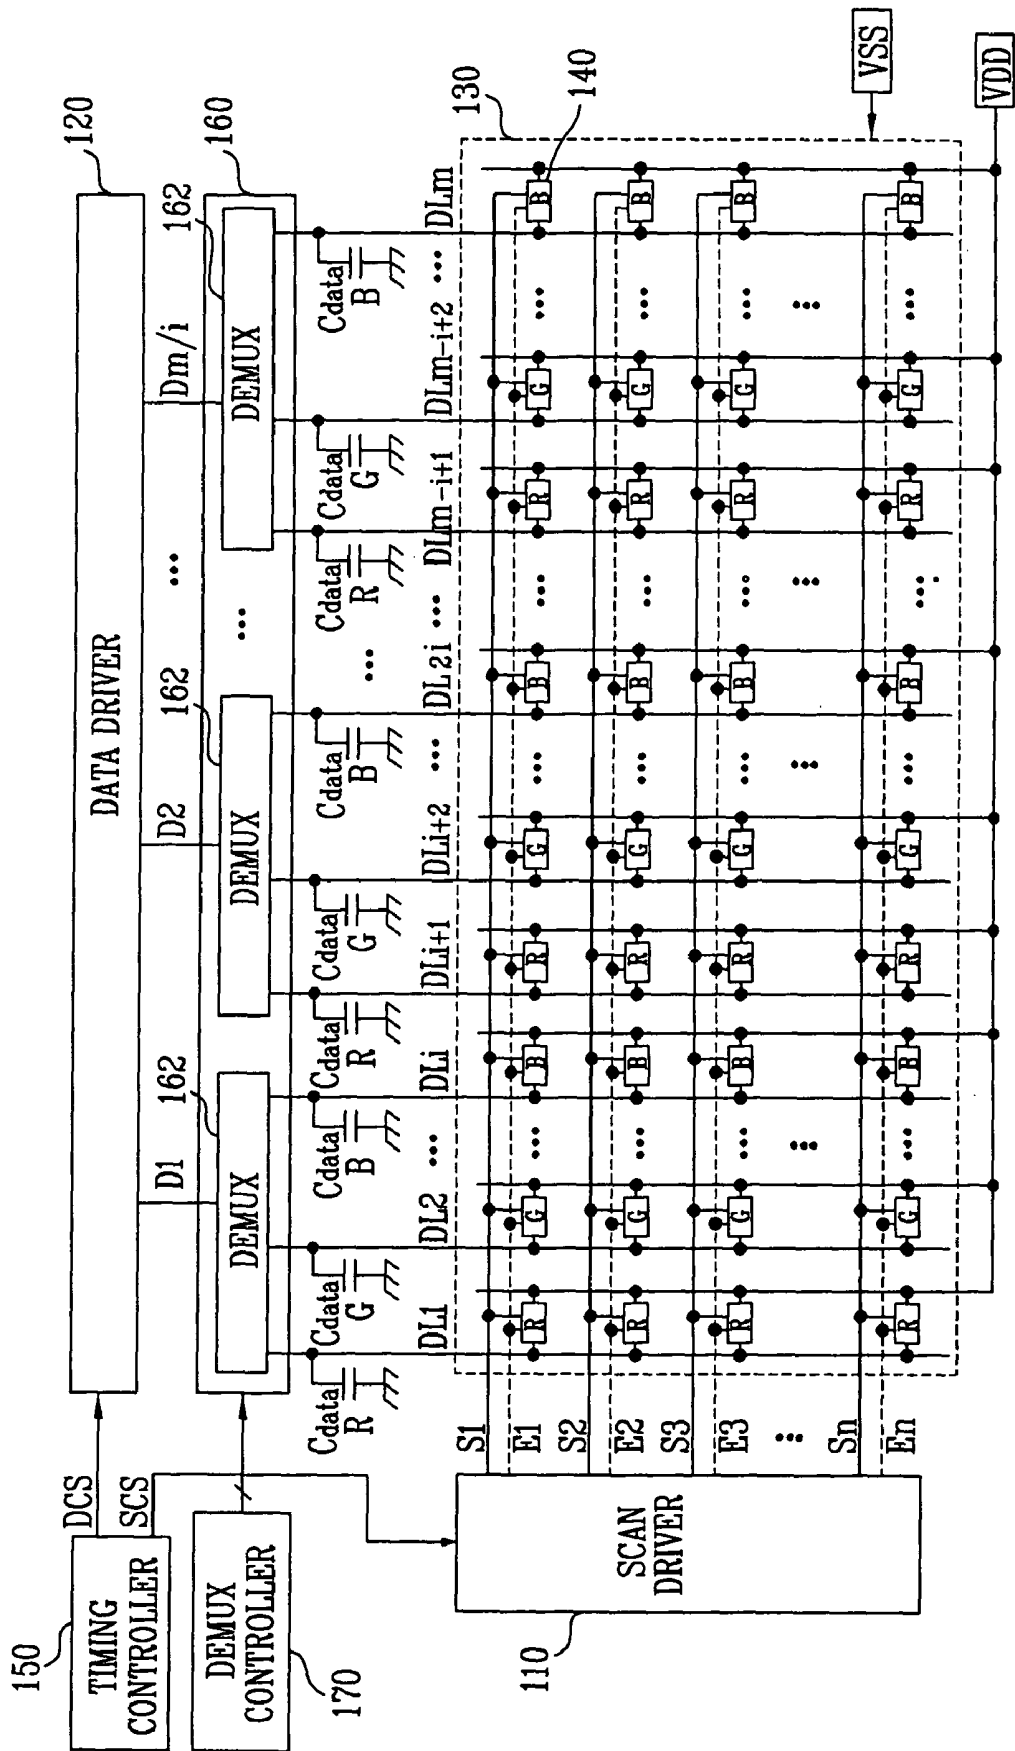 150
TIMING
CONTROLLER
DCS
SCS
DEMUX
CONTROLLER
170
120
DATA DRIVER
D1
D2
...
Dm/i
160
162
DEMUX
162
DEMUX
...
162
DEMUX
Cdata
R
Cdata
G
Cdata
B
Cdata
R
Cdata
G
Cdata
B
...
Cdata
R
Cdata
G
Cdata
B
DL1
DL2
...
DLi
DLi+1
DLi+2
...
DL2i
...
DLm-i+1
DLm-i+2
...
DLm
130
140
SCAN
DRIVER
110
S1
E1
R G ... B R G ... B ... R G ... B
S2
E2
R G ... B R G ... B ... R G ... B
S3
E3
R G ... B R G ... B ... R G ... B
...
Sn
En
R G ... B R G ... B ... R G ... B
VSS
VDD